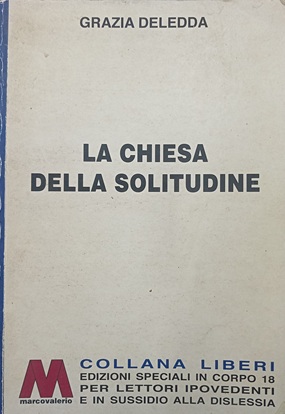 GRAZIA DELEDDA
LA CHIESA
DELLA SOLITUDINE
M
marcovalerio
COLLANA LIBERI
EDIZIONI SPECIALI IN CORPO 18
PER LETTORI IPOVEDENTI
E IN SUSSIDIO ALLA DISLESSIA